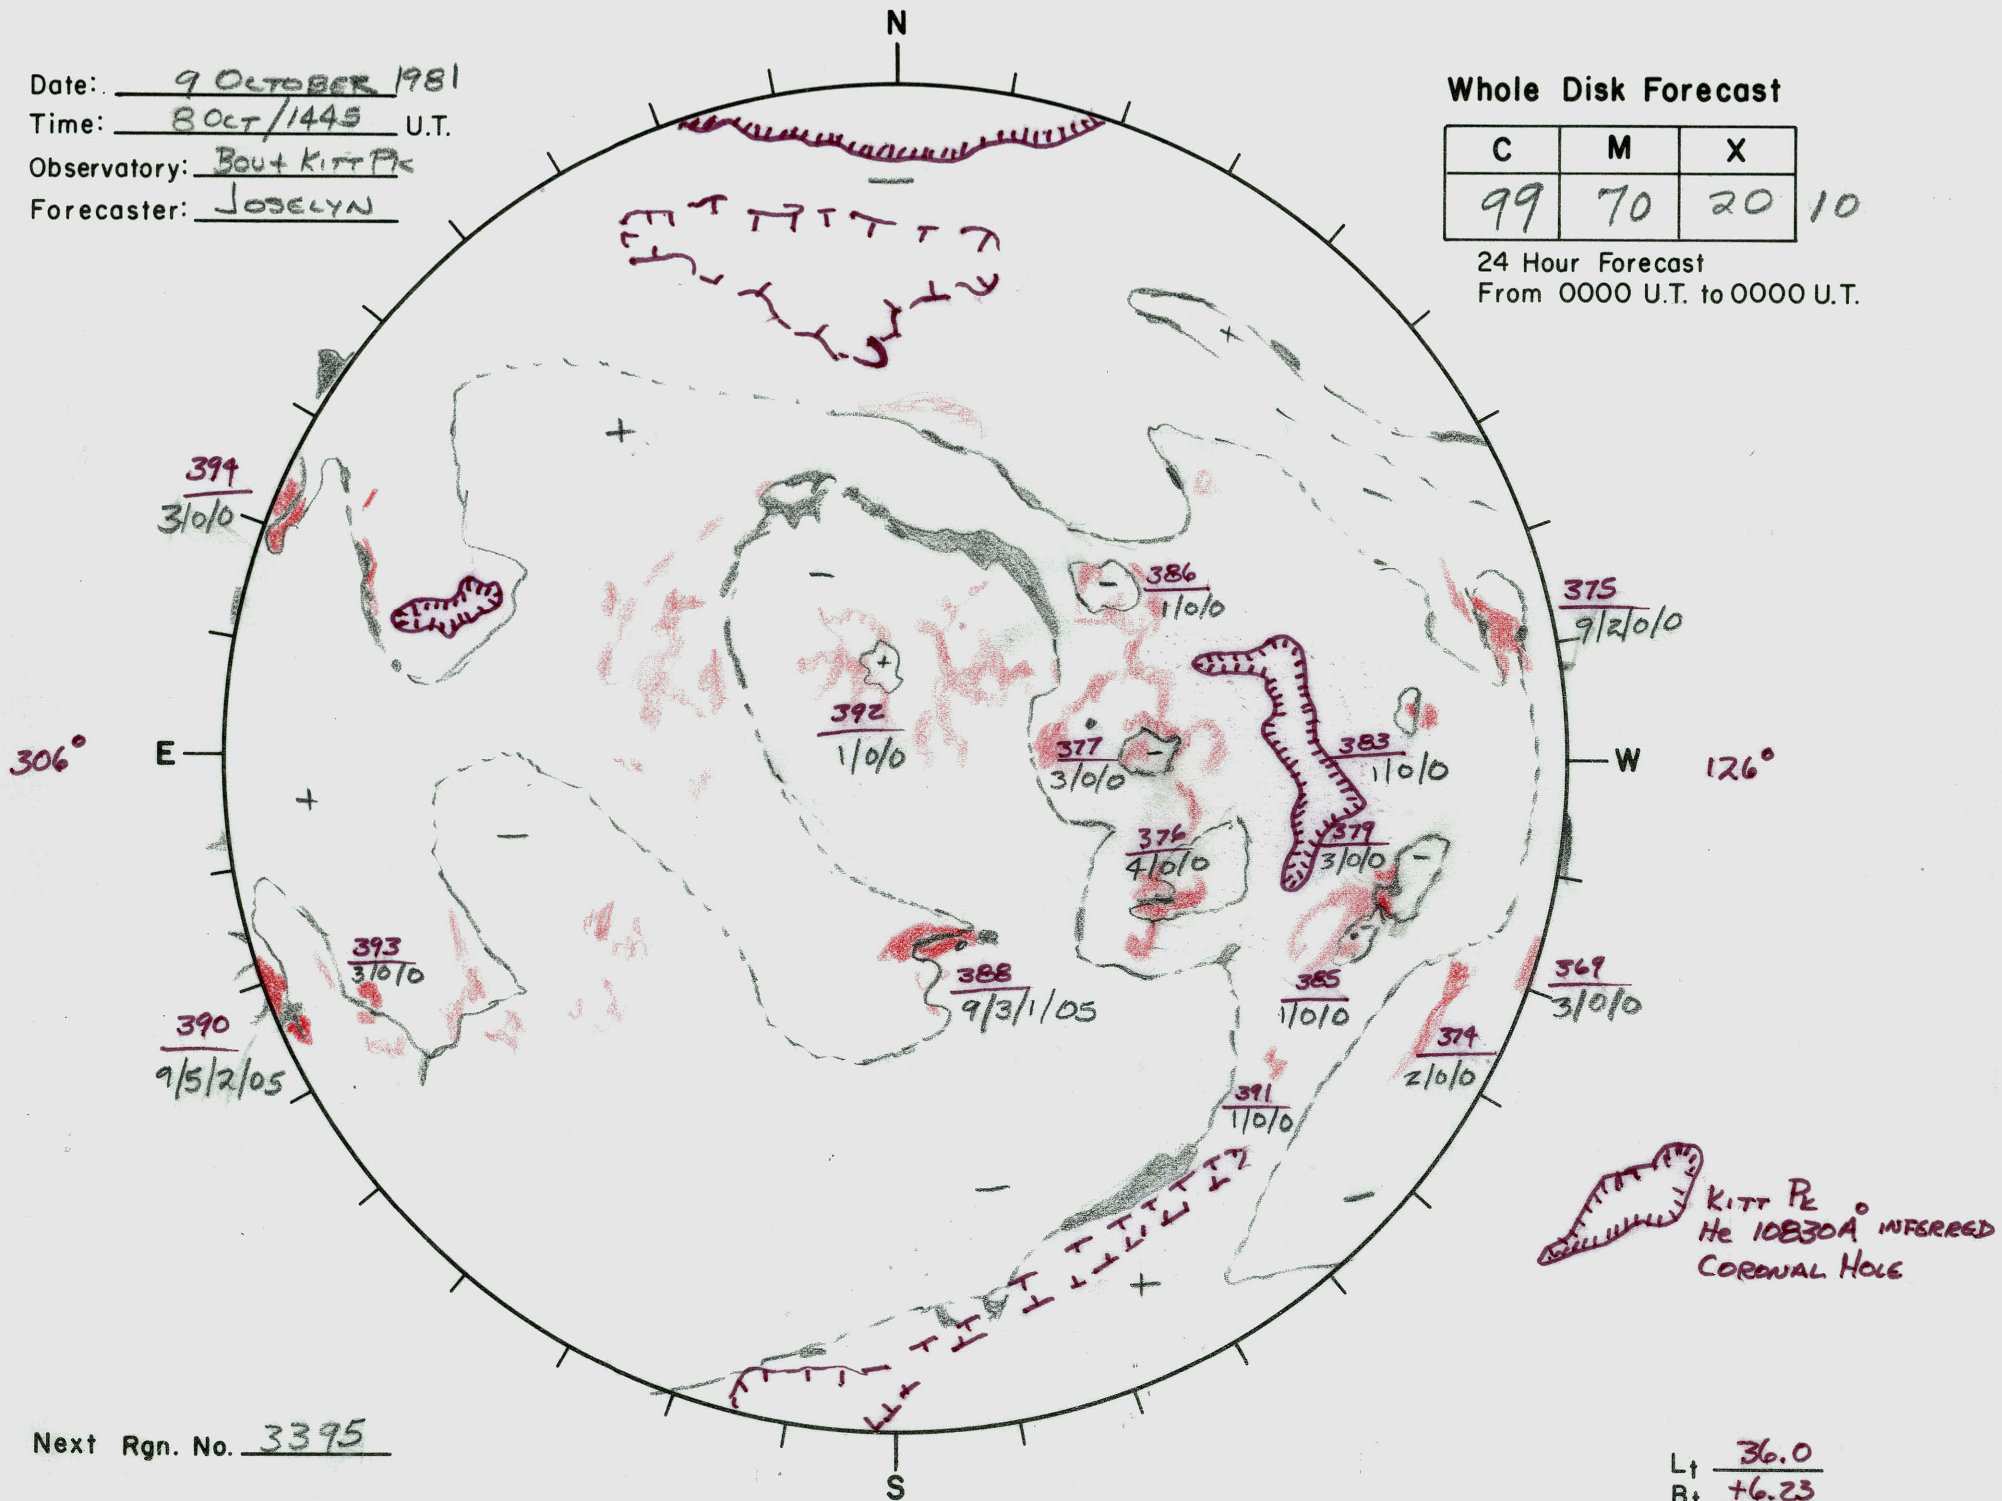 N
Date: 9 OCTOBER 1981
Time: 8 OCT/1445 U.T.
Observatory: BOU + KITT PK
Forecaster: JOSELYN
Whole Disk Forecast
C M X
99 70 20 10
24 Hour Forecast
From 0000 U.T. to 0000 U.T.
394
3/0/0
386
1/0/0
375
9/2/0/0
392
1/0/0
377
3/0/0
383
1/0/0
306° E
W 126°
376
4/0/0
379
3/0/0
393
3/0/0
388
9/3/1/05
385
1/0/0
369
3/0/0
390
9/5/2/05
374
2/0/0
391
1/0/0
KITT PK
He 10830A° INFERRED
CORONAL HOLE
Next Rgn. No. 3395
S
Lt 36.0
Bt +6.23